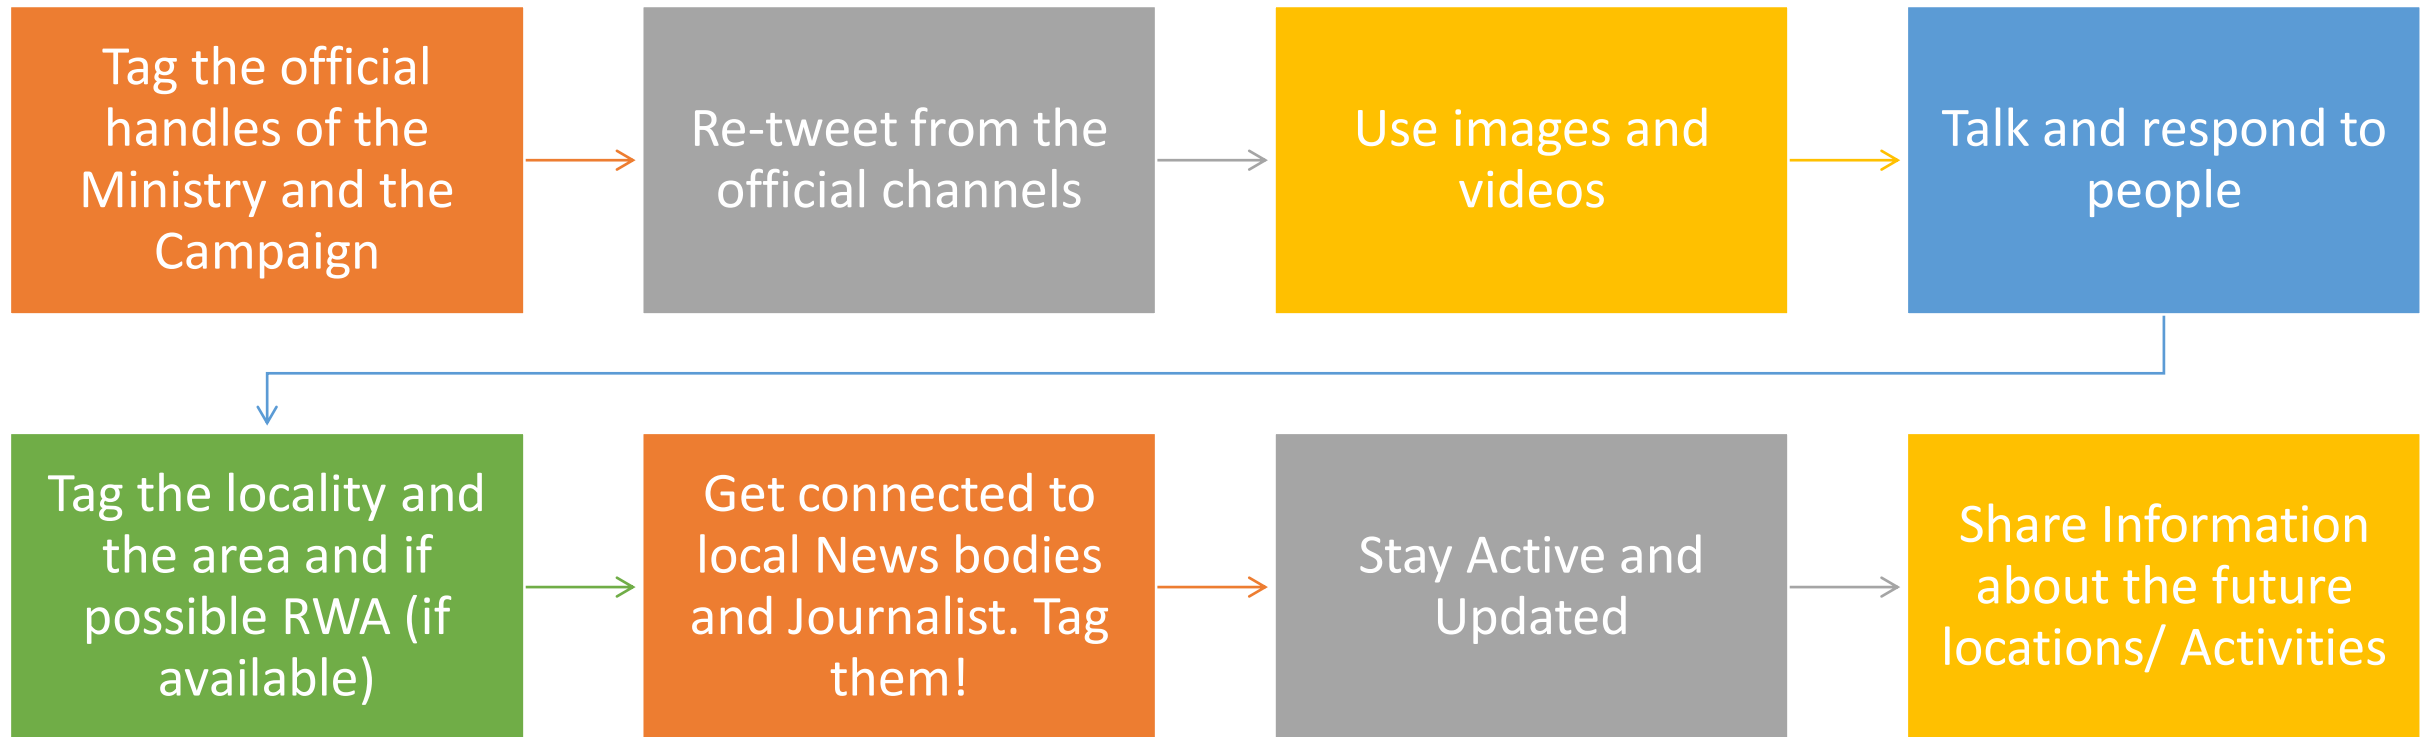 Tag the official
handles of the
Ministry and the
Campaign
Re-tweet from the
official channels
Use images and
videos
Talk and respond to
people
Tag the locality and
the area and if
possible RWA (if
available)
Get connected to
local News bodies
and Journalist. Tag
them!
Stay Active and
Updated
Share Information
about the future
locations/ Activities